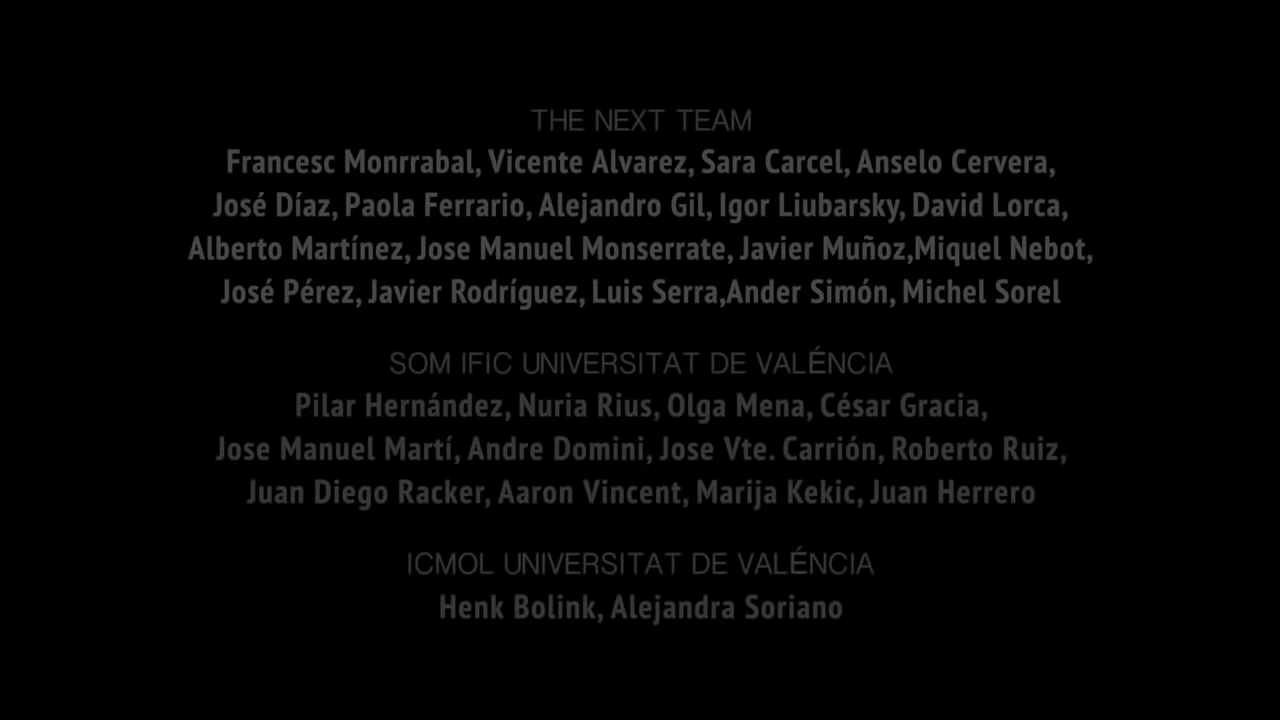 THE NEXT TEAM
Francesc Monrrabal, Vicente Alvarez, Sara Carcel, Anselo Cervera,
José Díaz, Paola Ferrario, Alejandro Gil, Igor Liubarsky, David Lorca,
Alberto Martínez, Jose Manuel Monserrate, Javier Muñoz,Miquel Nebot,
José Pérez, Javier Rodríguez, Luis Serra,Ander Simón, Michel Sorel
SOM IFIC UNIVERSITAT DE VALÉNCIA
Pilar Hernández, Nuria Rius, Olga Mena, César Gracia,
Jose Manuel Martí, Andre Domini, Jose Vte. Carrión, Roberto Ruiz,
Juan Diego Racker, Aaron Vincent, Marija Kekic, Juan Herrero
ICMOL UNIVERSITAT DE VALÉNCIA
Henk Bolink, Alejandra Soriano